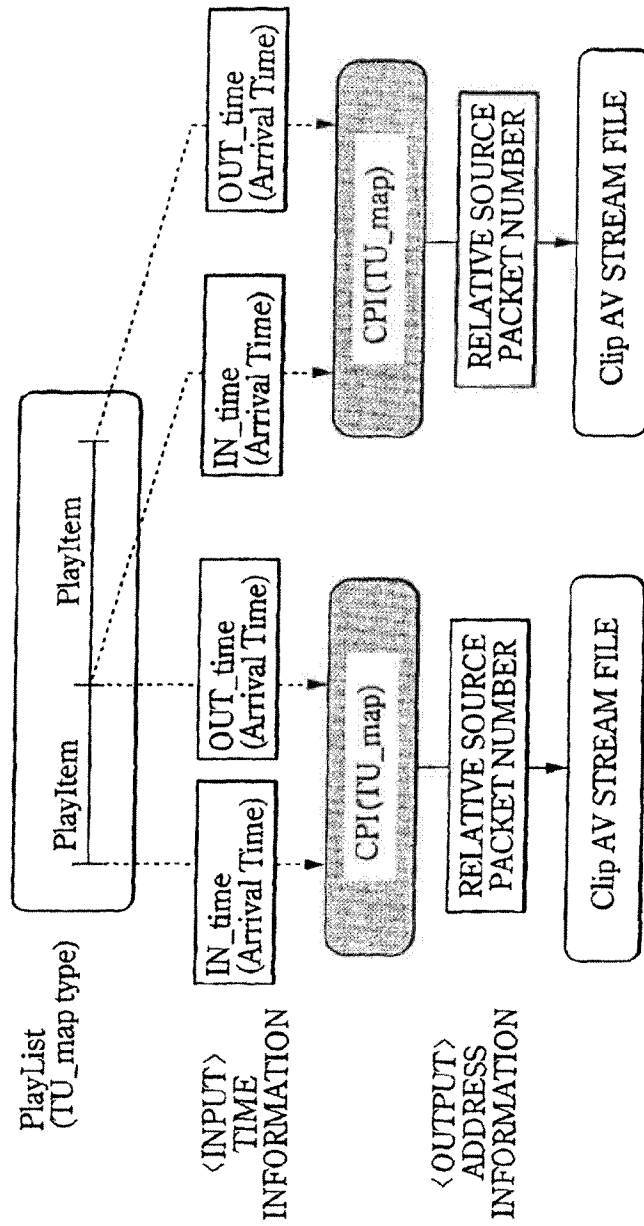 PlayList
(TU_map type)
PlayItem
PlayItem
<INPUT>
TIME
INFORMATION
IN_time
(Arrival Time)
OUT_time
(Arrival Time)
IN_time
(Arrival Time)
OUT_time
(Arrival Time)
CPI(TU_map)
CPI(TU_map)
<OUTPUT>
ADDRESS
INFORMATION
RELATIVE SOURCE
PACKET NUMBER
RELATIVE SOURCE
PACKET NUMBER
Clip AV STREAM FILE
Clip AV STREAM FILE